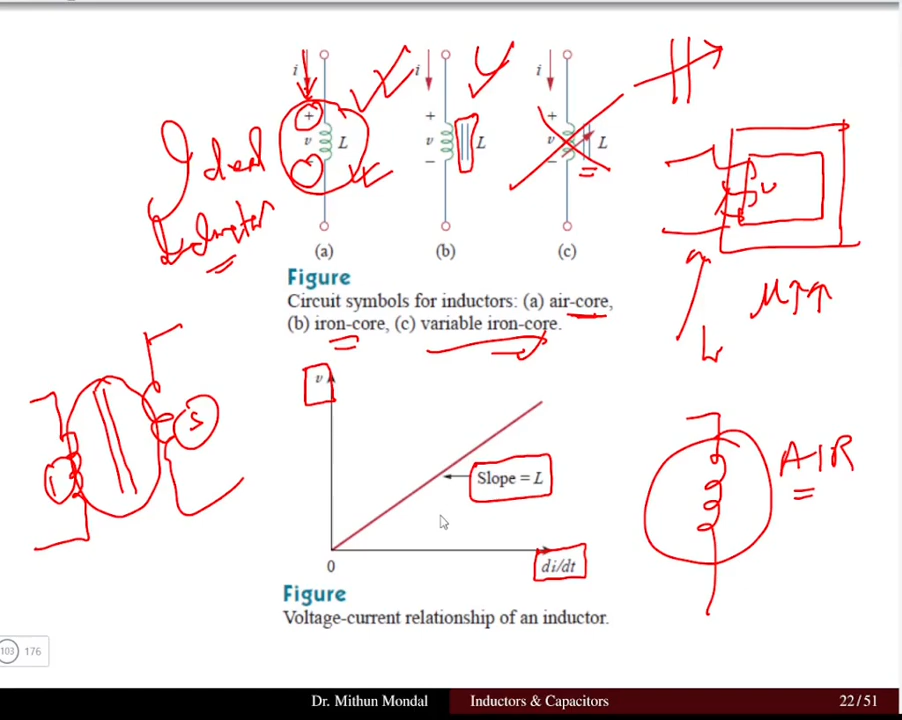 i
i
i
+
+
+
v
L
v
L
v
L
−
−
Ideal
Inductor
(a)
(b)
(c)
Figure
Circuit symbols for inductors: (a) air-core,
(b) iron-core, (c) variable iron-core.
μ↑↑
v
Slope = L
0
di/dt
S
AIR
Figure
Voltage-current relationship of an inductor.
103 176
Dr. Mithun Mondal
Inductors & Capacitors
22/51